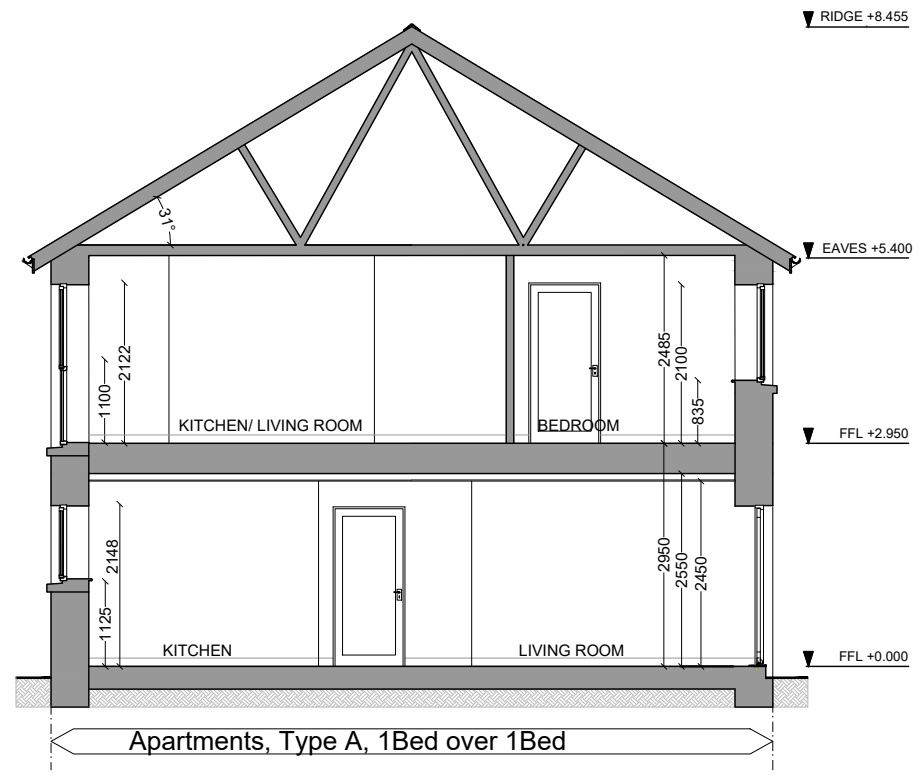 RIDGE +8.455
31°
EAVES +5.400
2122
1100
2485
2100
835
KITCHEN/ LIVING ROOM
BEDROOM
FFL +2.950
2148
1125
2950
2550
2450
KITCHEN
LIVING ROOM
FFL +0.000
Apartments, Type A, 1Bed over 1Bed